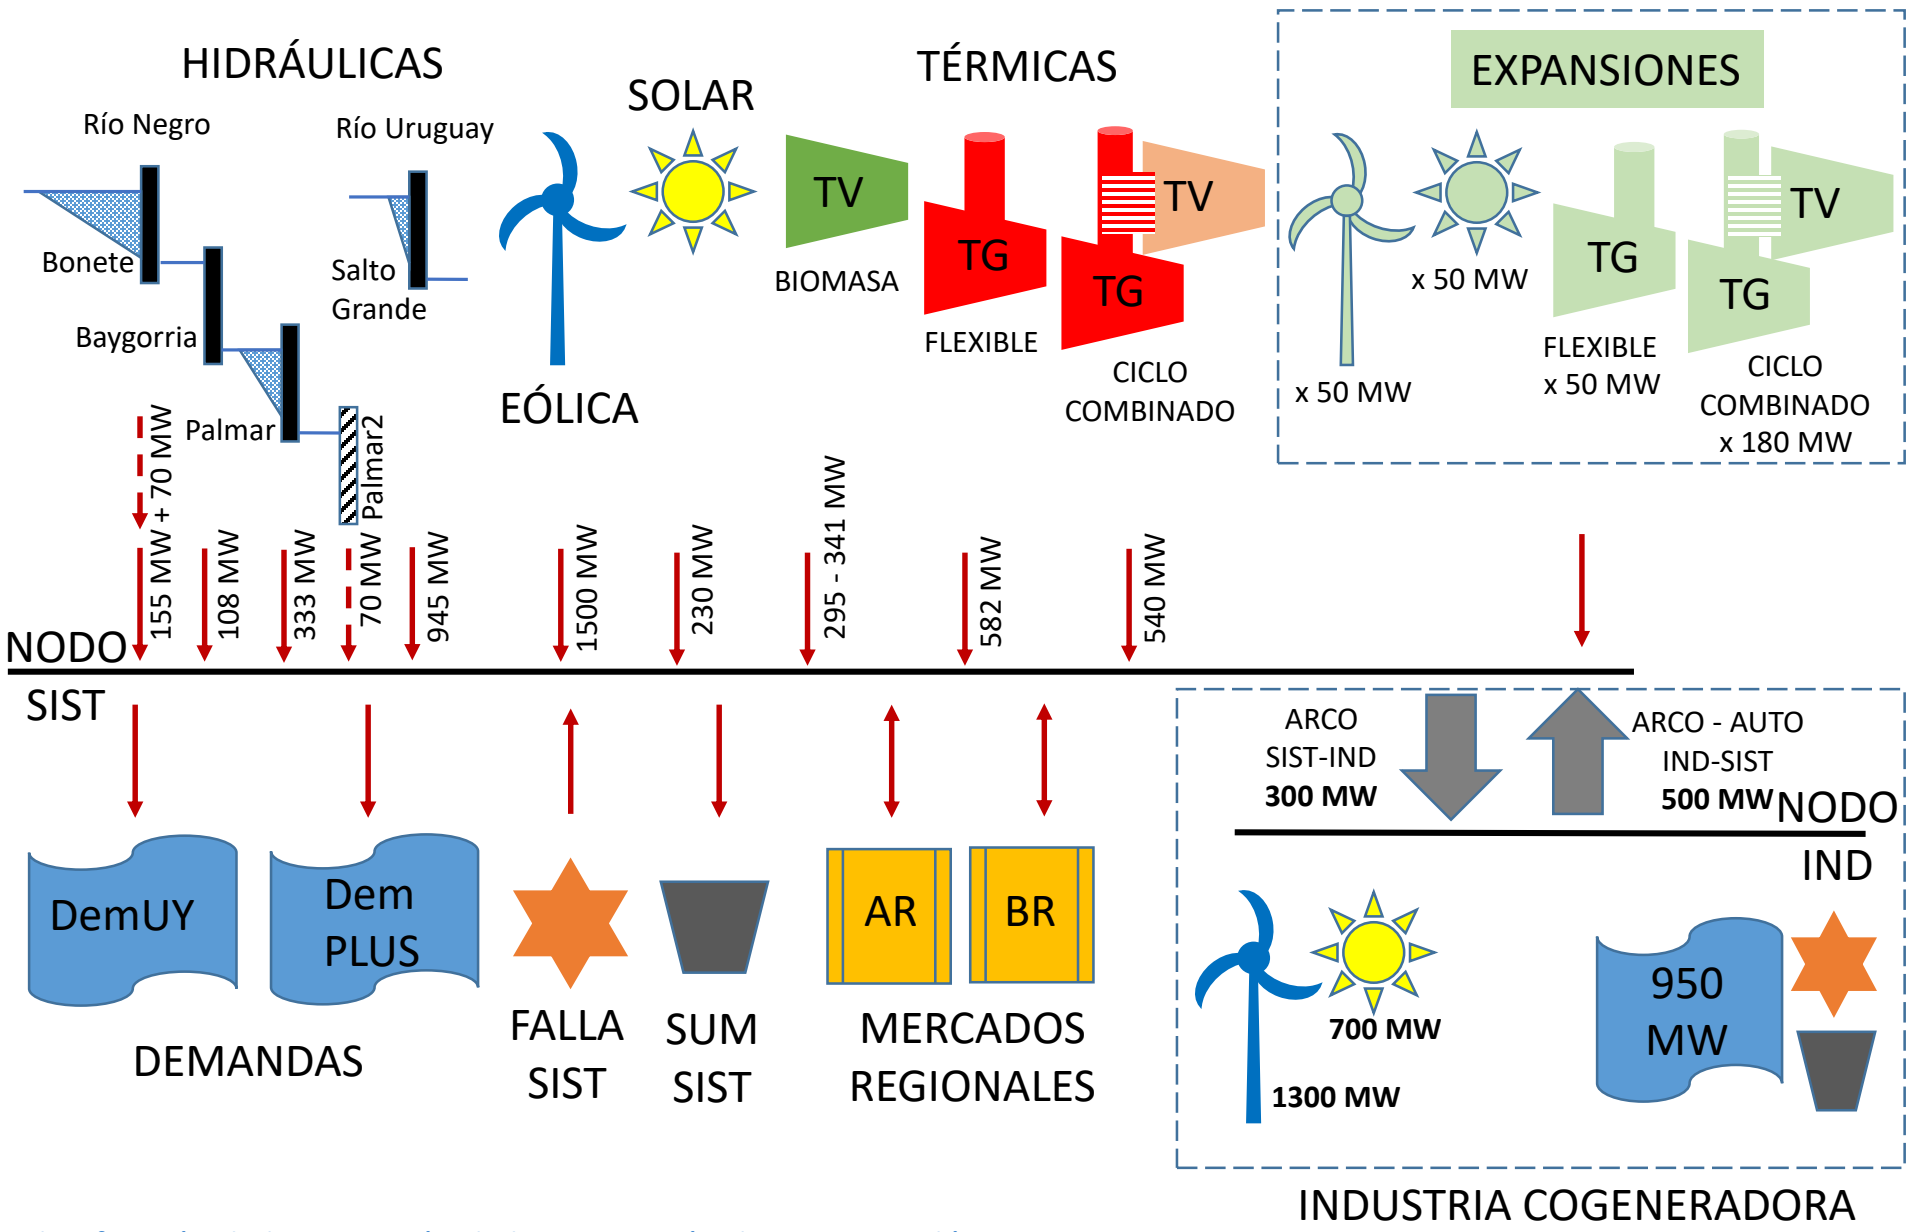 HIDRÁULICAS
Río Negro
Río Uruguay
Bonete
Baygorria
Palmar
Palmar2
Salto
Grande
SOLAR
EÓLICA
TÉRMICAS
TV
BIOMASA
TG
FLEXIBLE
TV
TG
CICLO
COMBINADO
EXPANSIONES
x 50 MW
x 50 MW
TG
FLEXIBLE
x 50 MW
TV
TG
CICLO
COMBINADO
x 180 MW
155 MW + 70 MW
108 MW
333 MW
70 MW
945 MW
1500 MW
230 MW
295 - 341 MW
582 MW
540 MW
NODO
SIST
DemUY
Dem
PLUS
DEMANDAS
FALLA
SIST
SUM
SIST
AR
BR
MERCADOS
REGIONALES
ARCO
SIST-IND
300 MW
ARCO - AUTO
IND-SIST
500 MW
NODO
IND
700 MW
1300 MW
950
MW
INDUSTRIA COGENERADORA